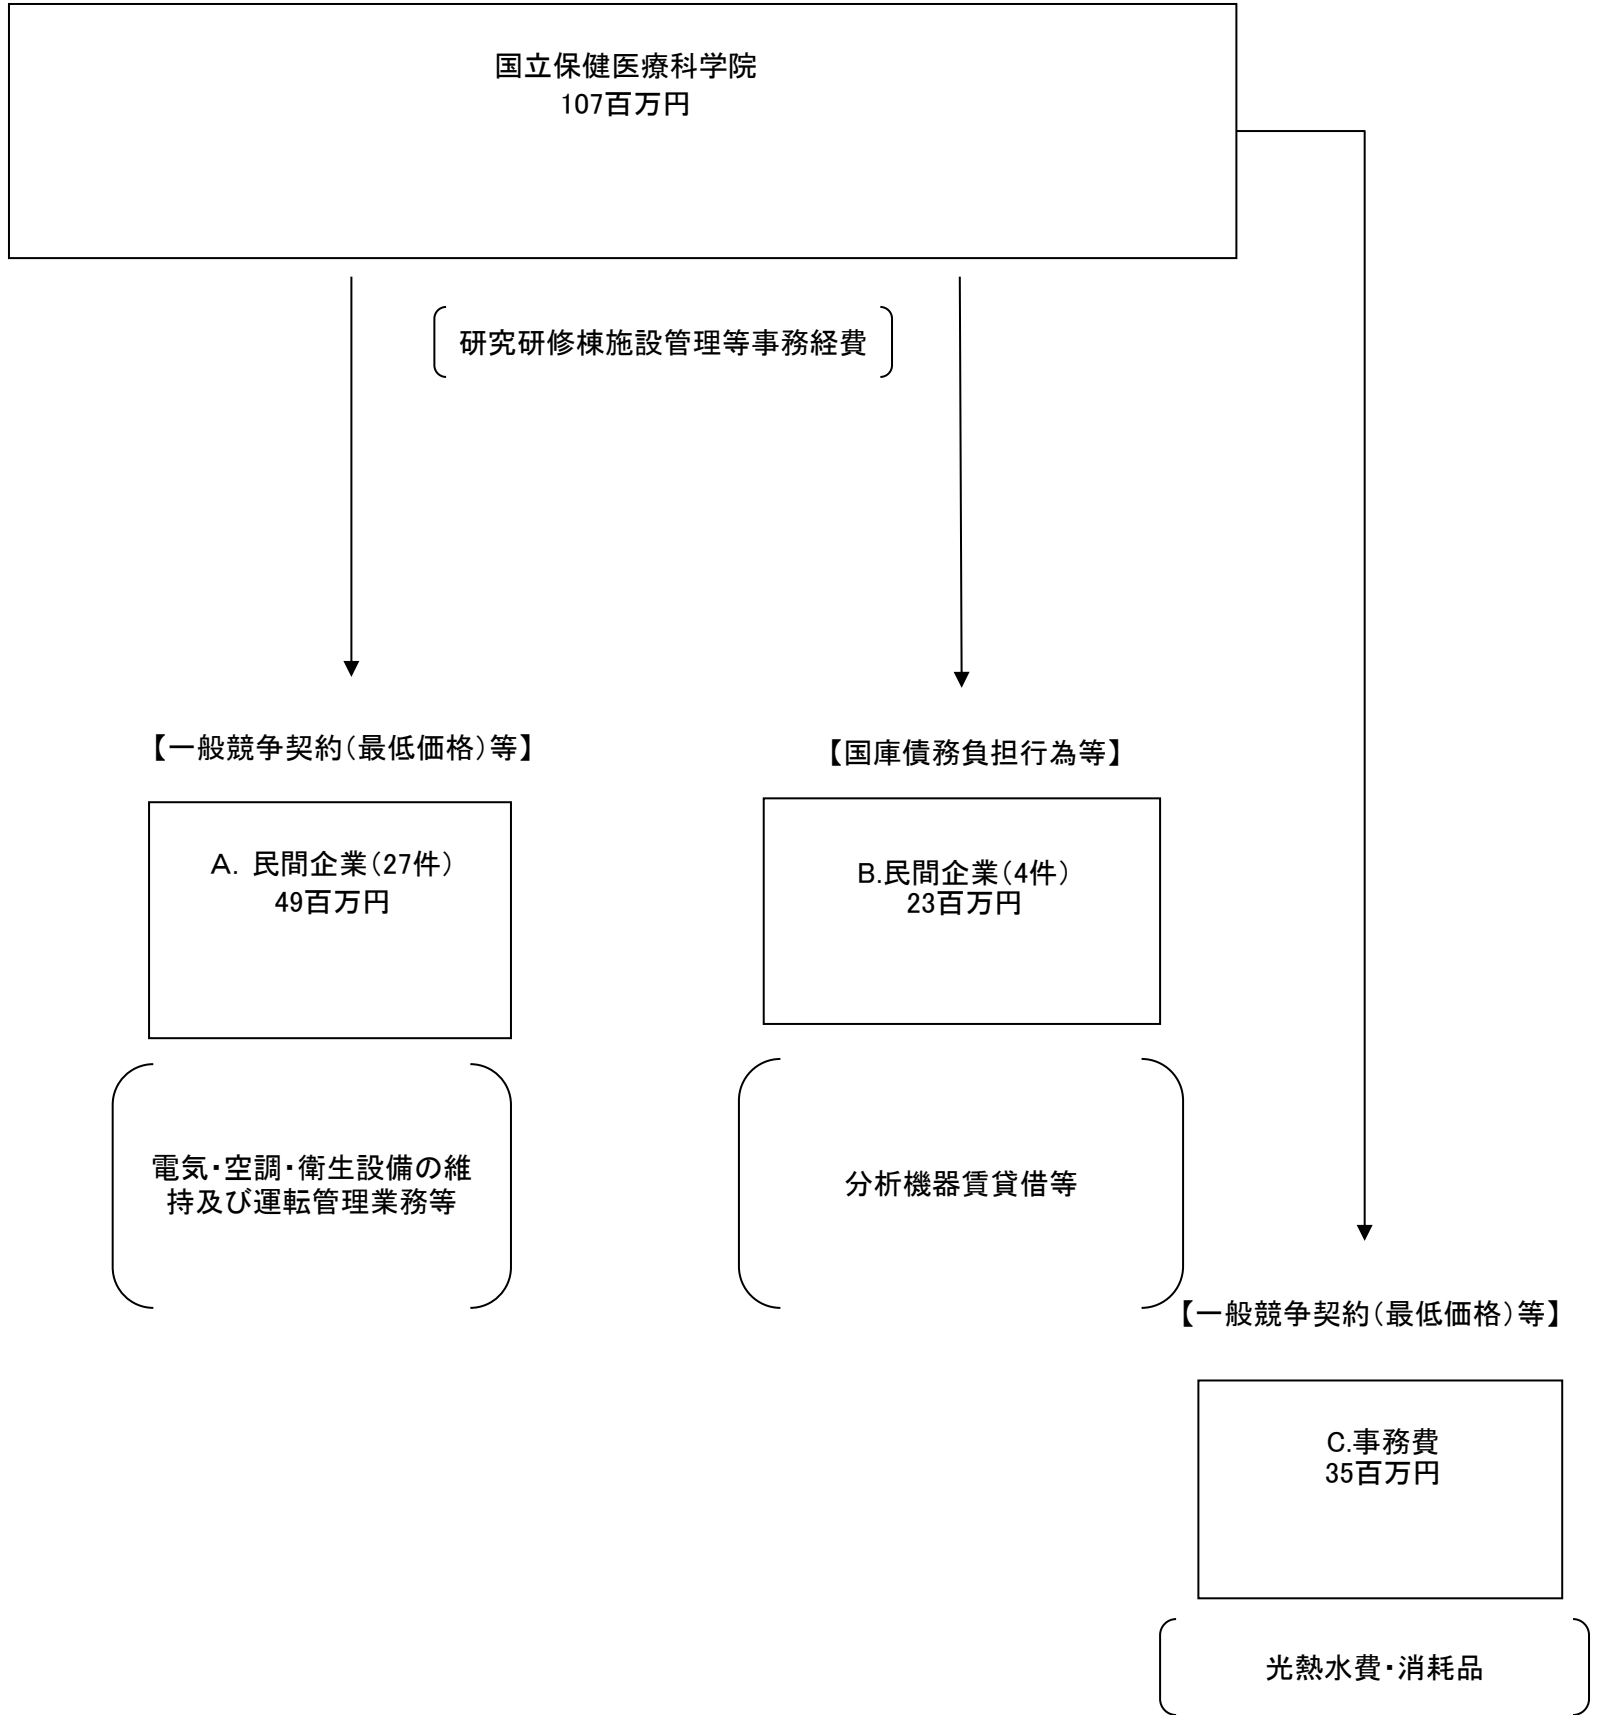 国立保健医療科学院
107百万円
研究研修棟施設管理等事務経費
【一般競争契約(最低価格)等】
A. 民間企業(27件)
49百万円
電気・空調・衛生設備の維
持及び運転管理業務等
【国庫債務負担行為等】
B.民間企業(4件)
23百万円
分析機器賃貸借等
【一般競争契約(最低価格)等】
C.事務費
35百万円
光熱水費・消耗品